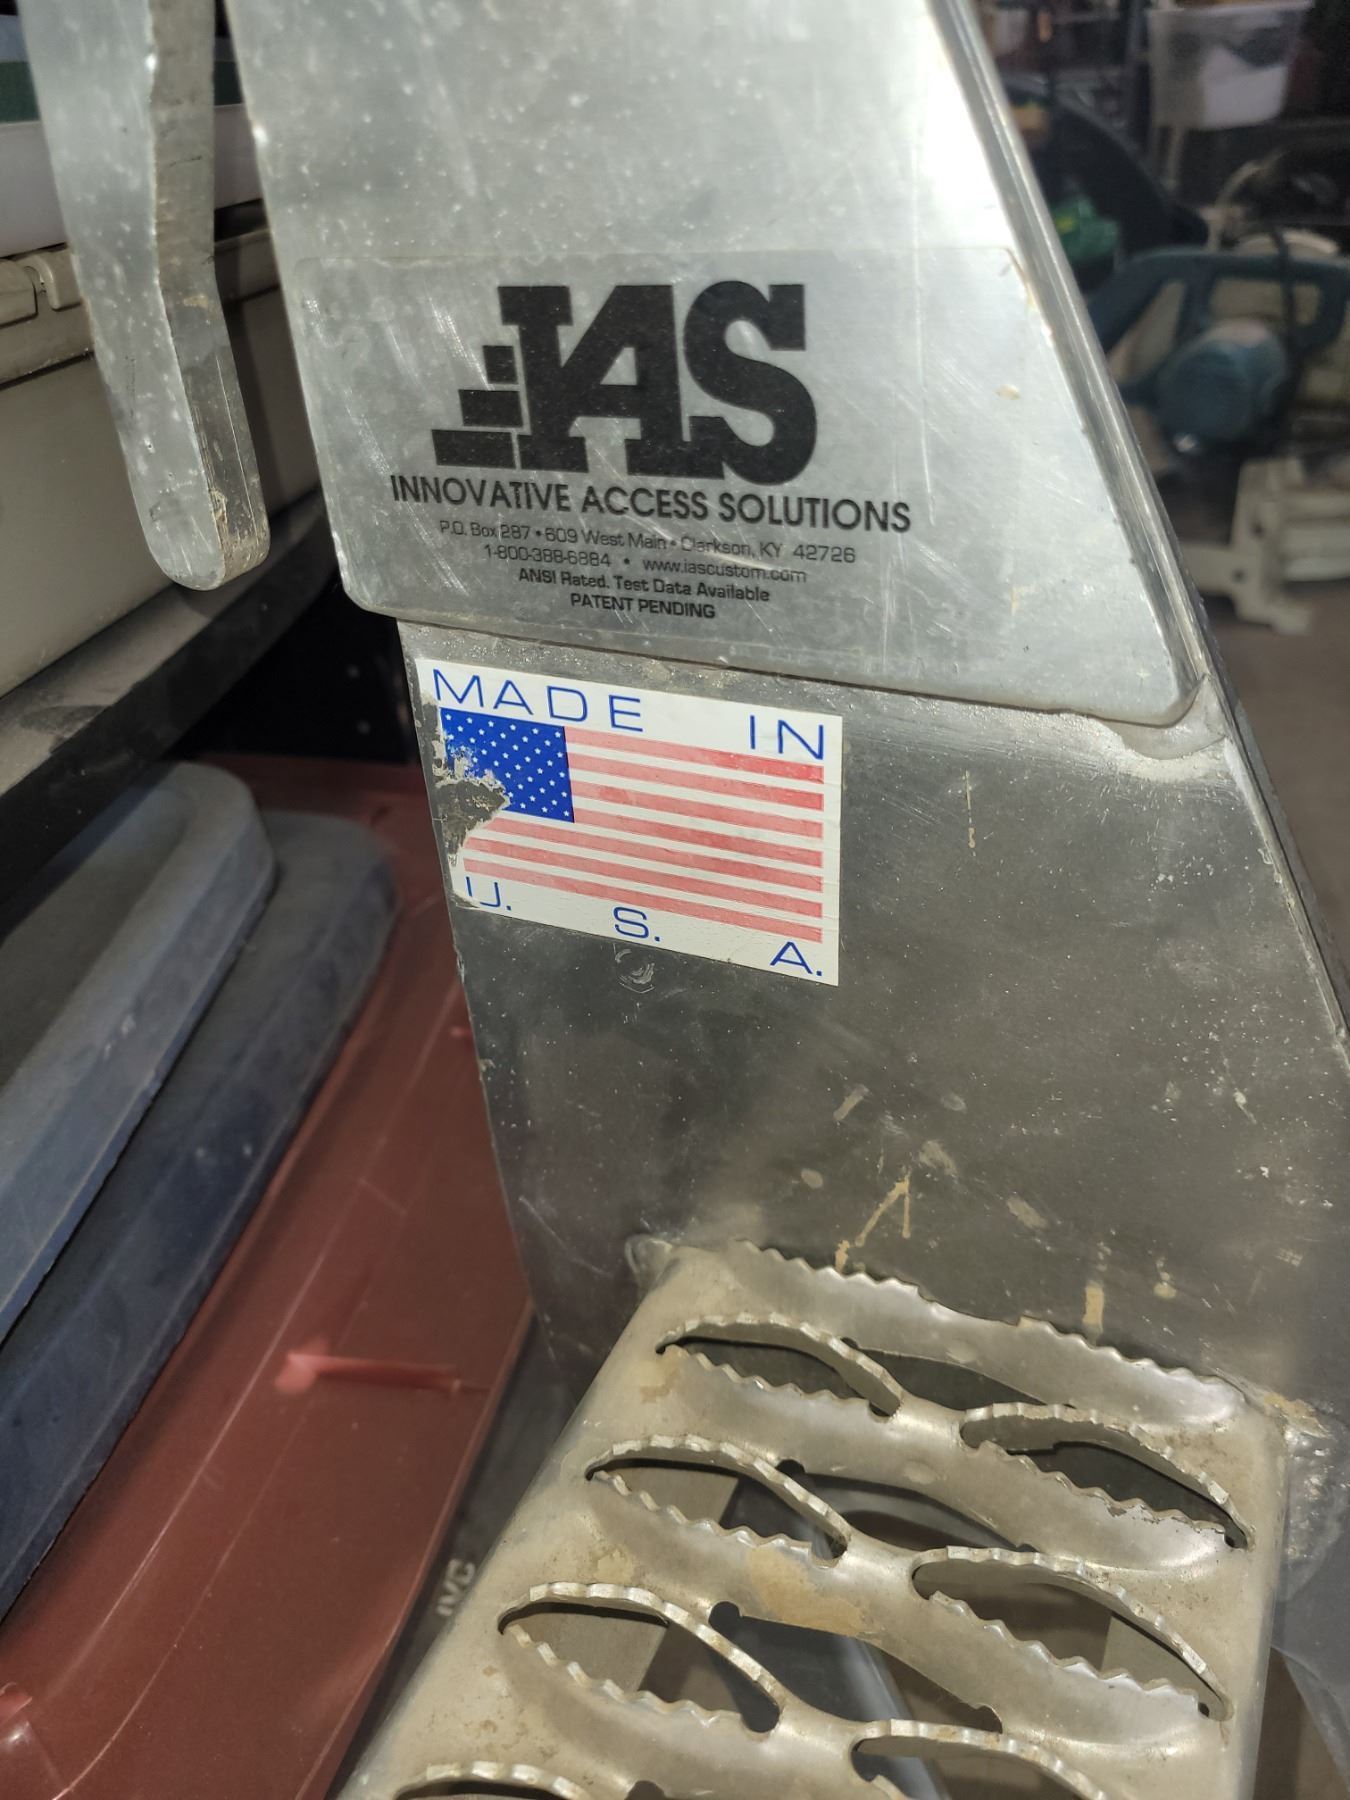 IAS
INNOVATIVE ACCESS SOLUTIONS
P.O. Box 287 • 609 West Main • Clarkson, KY 42726
1-800-388-6884 • www.iascustom.com
ANSI Rated. Test Data Available
PATENT PENDING
MADE IN
U. S. A.